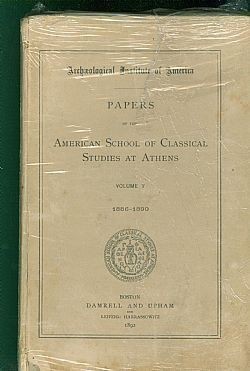 Archæological Institute of America
PAPERS
OF THE
AMERICAN SCHOOL OF CLASSICAL
STUDIES AT ATHENS
VOLUME V
1886–1890
BOSTON
DAMRELL AND UPHAM
AND
LEIPZIG: HARRASSOWITZ
1892